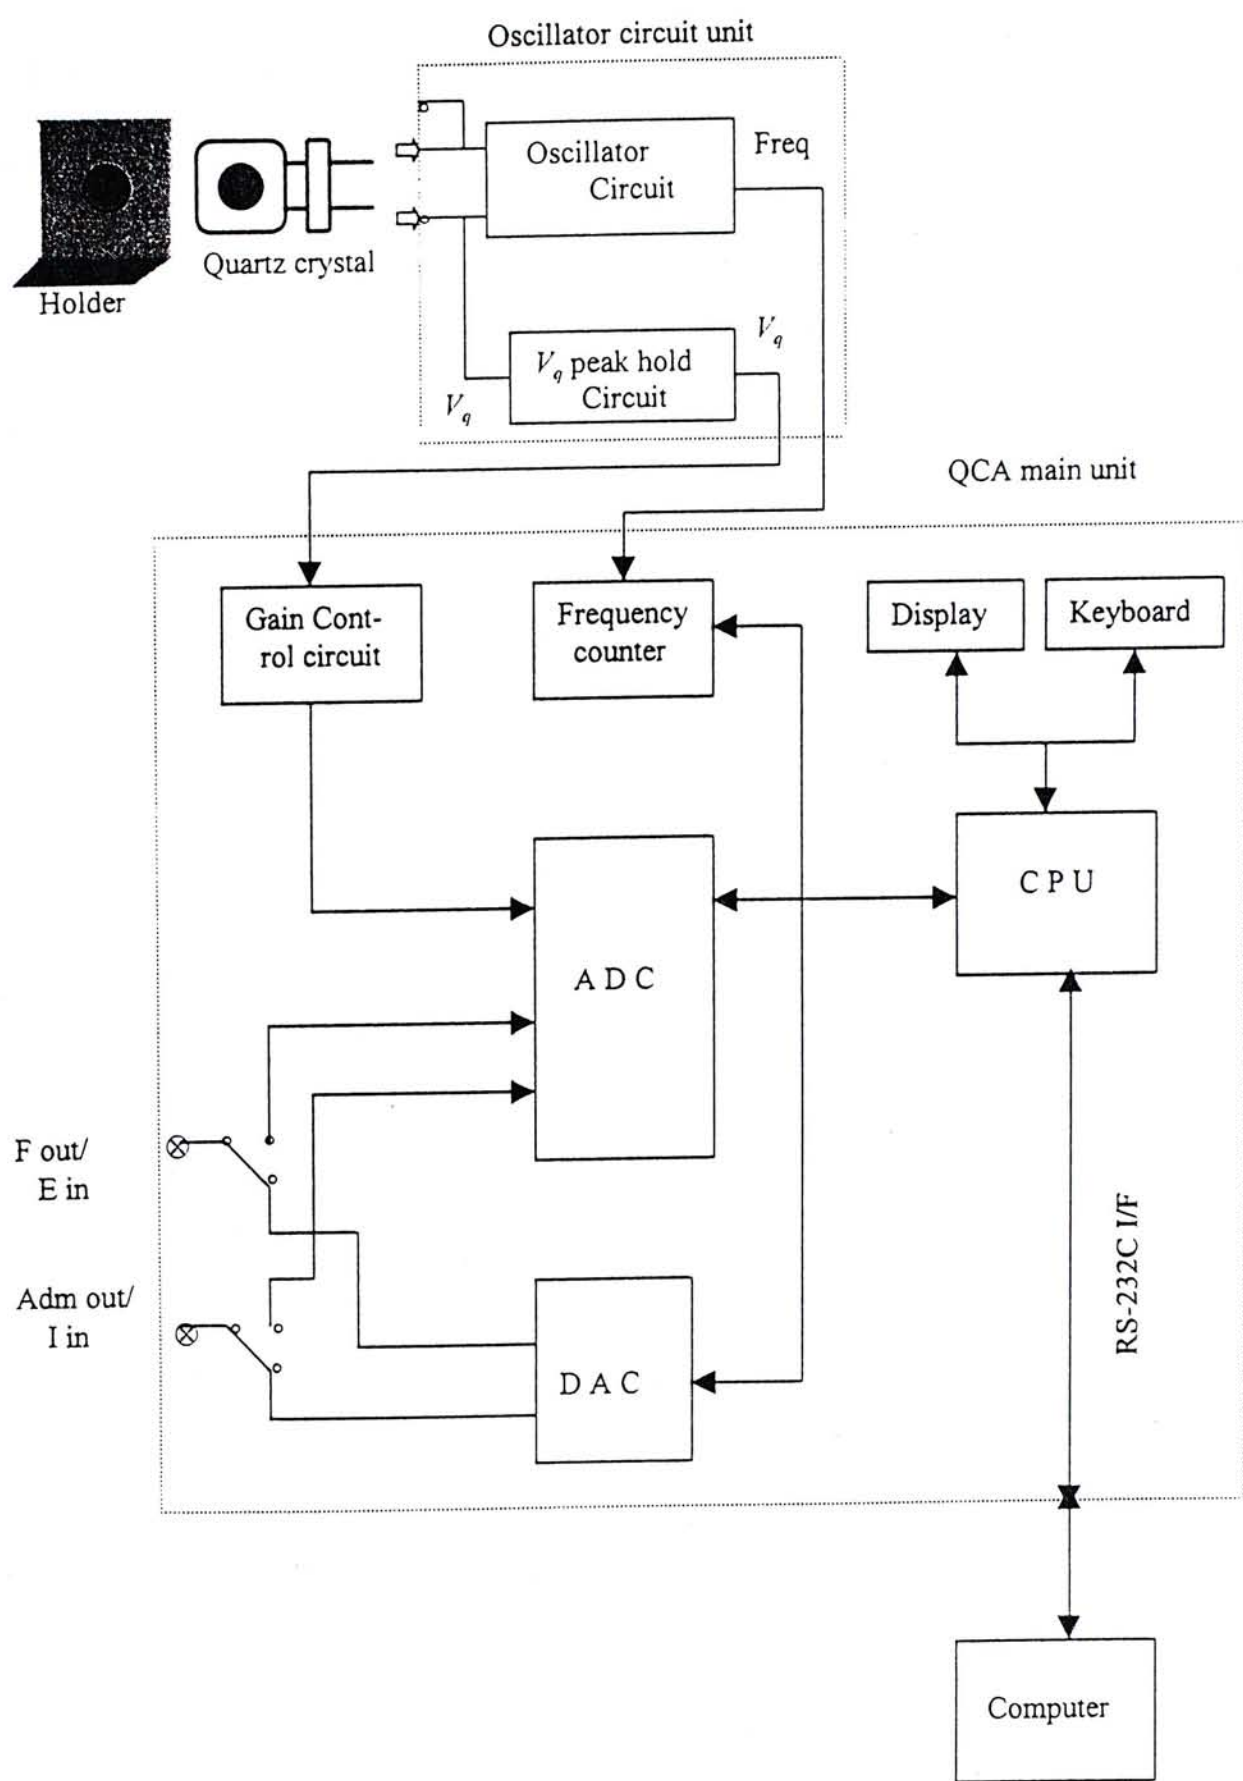 Oscillator circuit unit
Oscillator
Circuit
Freq
Quartz crystal
Holder
V_q
V_q peak hold
Circuit
V_q
QCA main unit
Gain Cont-
rol circuit
Frequency
counter
Display
Keyboard
C P U
A D C
F out/
E in
Adm out/
I in
D A C
RS-232C I/F
Computer